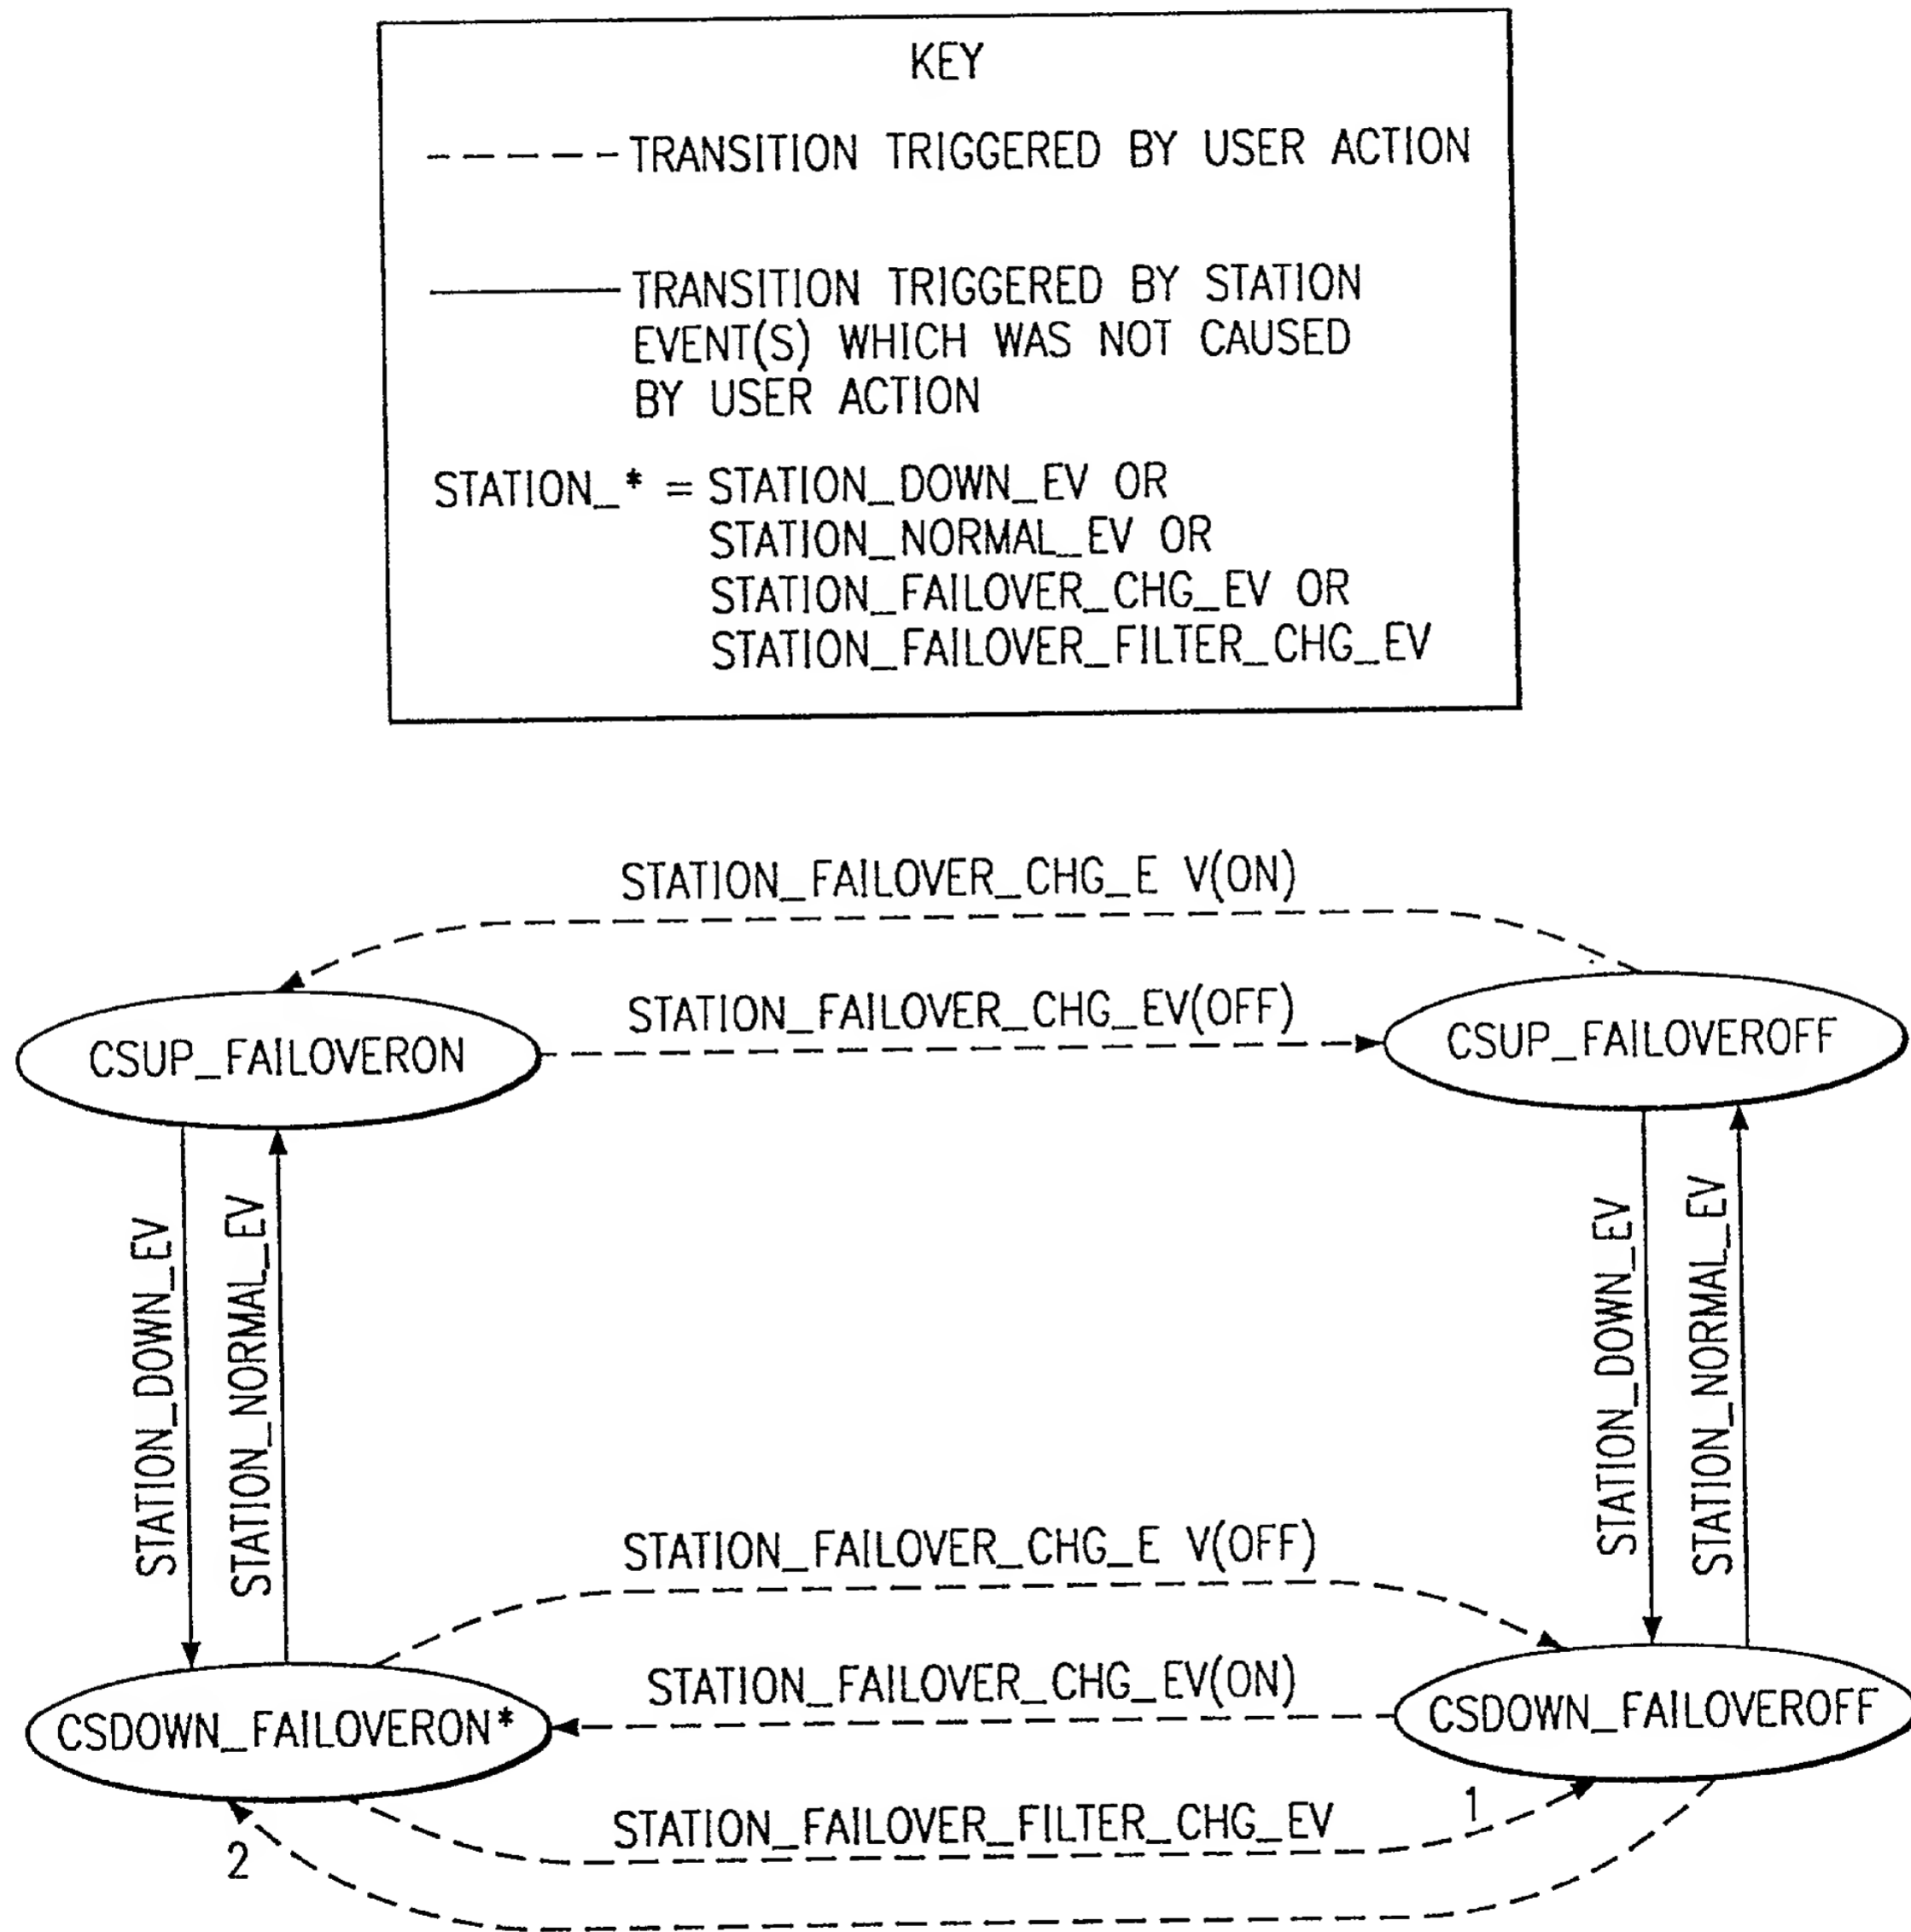 KEY
TRANSITION TRIGGERED BY USER ACTION
TRANSITION TRIGGERED BY STATION
EVENT(S) WHICH WAS NOT CAUSED
BY USER ACTION
STATION_* = STATION_DOWN_EV OR
STATION_NORMAL_EV OR
STATION_FAILOVER_CHG_EV OR
STATION_FAILOVER_FILTER_CHG_EV
STATION_FAILOVER_CHG_E V(ON)
STATION_FAILOVER_CHG_EV(OFF)
CSUP_FAILOVERON
CSUP_FAILOVEROFF
STATION_DOWN_EV
STATION_NORMAL_EV
STATION_DOWN_EV
STATION_NORMAL_EV
STATION_FAILOVER_CHG_E V(OFF)
STATION_FAILOVER_CHG_EV(ON)
CSDOWN_FAILOVERON*
CSDOWN_FAILOVEROFF
STATION_FAILOVER_FILTER_CHG_EV
1
2